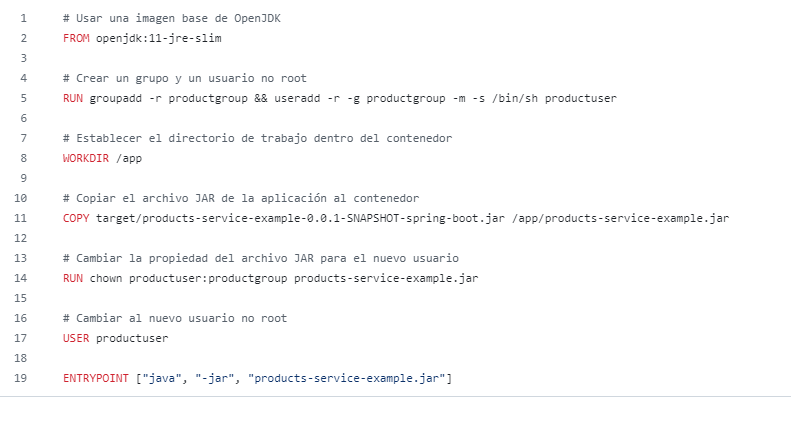 1 # Usar una imagen base de OpenJDK
2 FROM openjdk:11-jre-slim
3
4 # Crear un grupo y un usuario no root
5 RUN groupadd -r productgroup && useradd -r -g productgroup -m -s /bin/sh productuser
6
7 # Establecer el directorio de trabajo dentro del contenedor
8 WORKDIR /app
9
10 # Copiar el archivo JAR de la aplicación al contenedor
11 COPY target/products-service-example-0.0.1-SNAPSHOT-spring-boot.jar /app/products-service-example.jar
12
13 # Cambiar la propiedad del archivo JAR para el nuevo usuario
14 RUN chown productuser:productgroup products-service-example.jar
15
16 # Cambiar al nuevo usuario no root
17 USER productuser
18
19 ENTRYPOINT ["java", "-jar", "products-service-example.jar"]